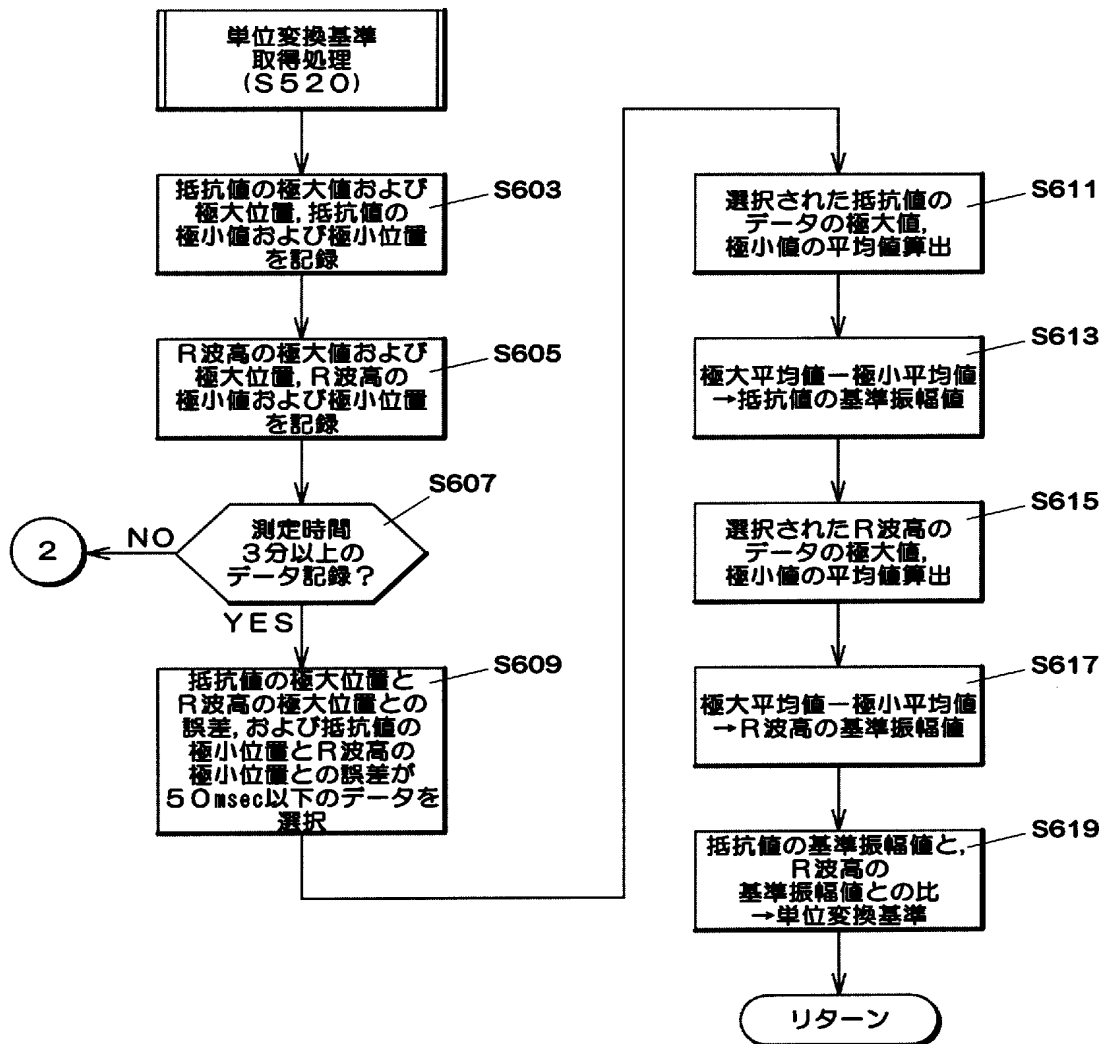 単位変換基準
取得処理
(S520)
抵抗値の極大値および
極大位置,抵抗値の
極小値および極小位置
を記録
S603
R波高の極大値および
極大位置,R波高の
極小値および極小位置
を記録
S605
測定時間
3分以上の
データ記録?
S607
NO
2
YES
抵抗値の極大位置と
R波高の極大位置との
誤差,および抵抗値の
極小位置とR波高の
極小位置との誤差が
50msec以下のデータを
選択
S609
選択された抵抗値の
データの極大値,
極小値の平均値算出
S611
極大平均値-極小平均値
→抵抗値の基準振幅値
S613
選択されたR波高の
データの極大値,
極小値の平均値算出
S615
極大平均値-極小平均値
→R波高の基準振幅値
S617
抵抗値の基準振幅値と,
R波高の
基準振幅値との比
→単位変換基準
S619
リターン